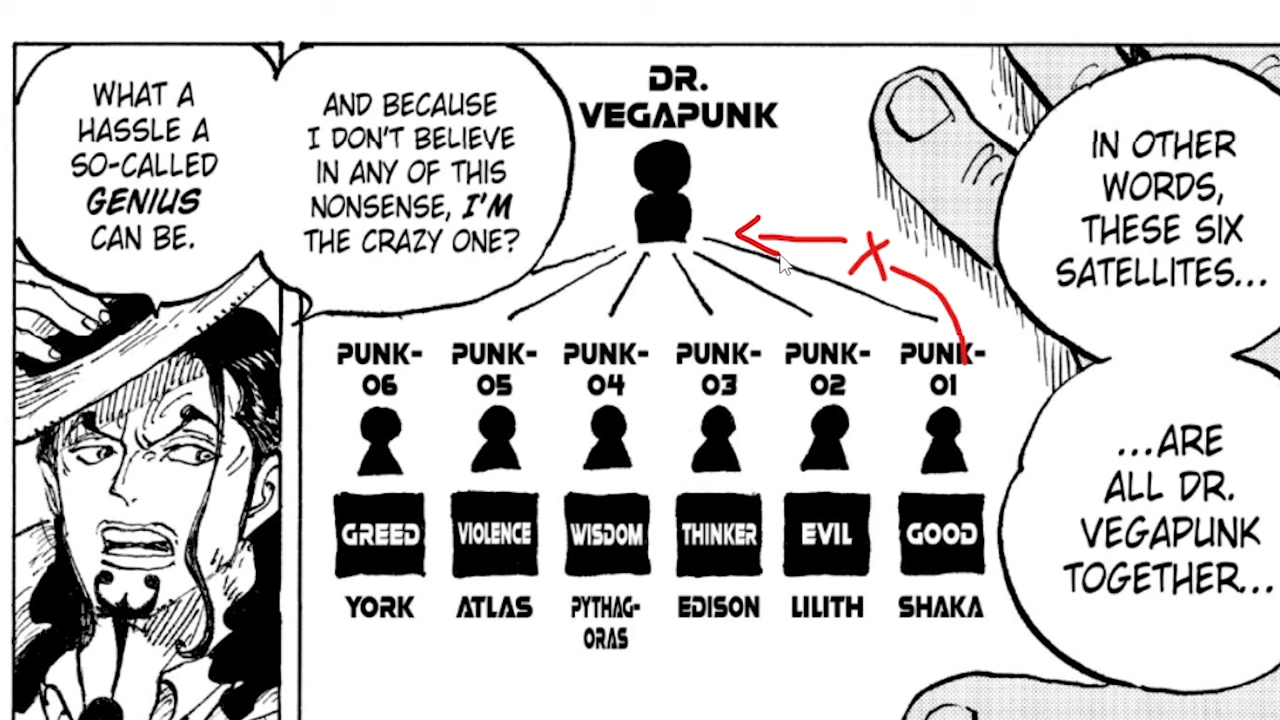 WHAT A
HASSLE A
SO-CALLED
GENIUS
CAN BE.
AND BECAUSE
I DON'T BELIEVE
IN ANY OF THIS
NONSENSE, I'M
THE CRAZY ONE?
DR.
VEGAPUNK
IN OTHER
WORDS,
THESE SIX
SATELLITES...
PUNK-
06
PUNK-
05
PUNK-
04
PUNK-
03
PUNK-
02
PUNK-
01
GREED
VIOLENCE
WISDOM
THINKER
EVIL
GOOD
YORK
ATLAS
PYTHAG-
ORAS
EDISON
LILITH
SHAKA
...ARE
ALL DR.
VEGAPUNK
TOGETHER...
X